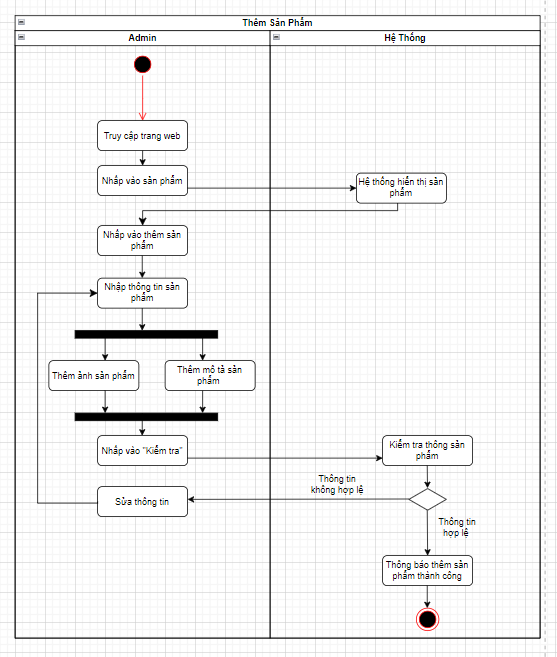 Thêm Sản Phẩm
Admin
Hệ Thống
Truy cập trang web
Nhấp vào sản phẩm
Hệ thống hiển thị sản
phẩm
Nhấp vào thêm sản
phẩm
Nhập thông tin sản
phẩm
Thêm ảnh sản phẩm
Thêm mô tả sản
phẩm
Nhấp vào "Kiểm tra"
Kiểm tra thông sản
phẩm
Thông tin
không hợp lệ
Sửa thông tin
Thông tin
hợp lệ
Thông báo thêm sản
phẩm thành công